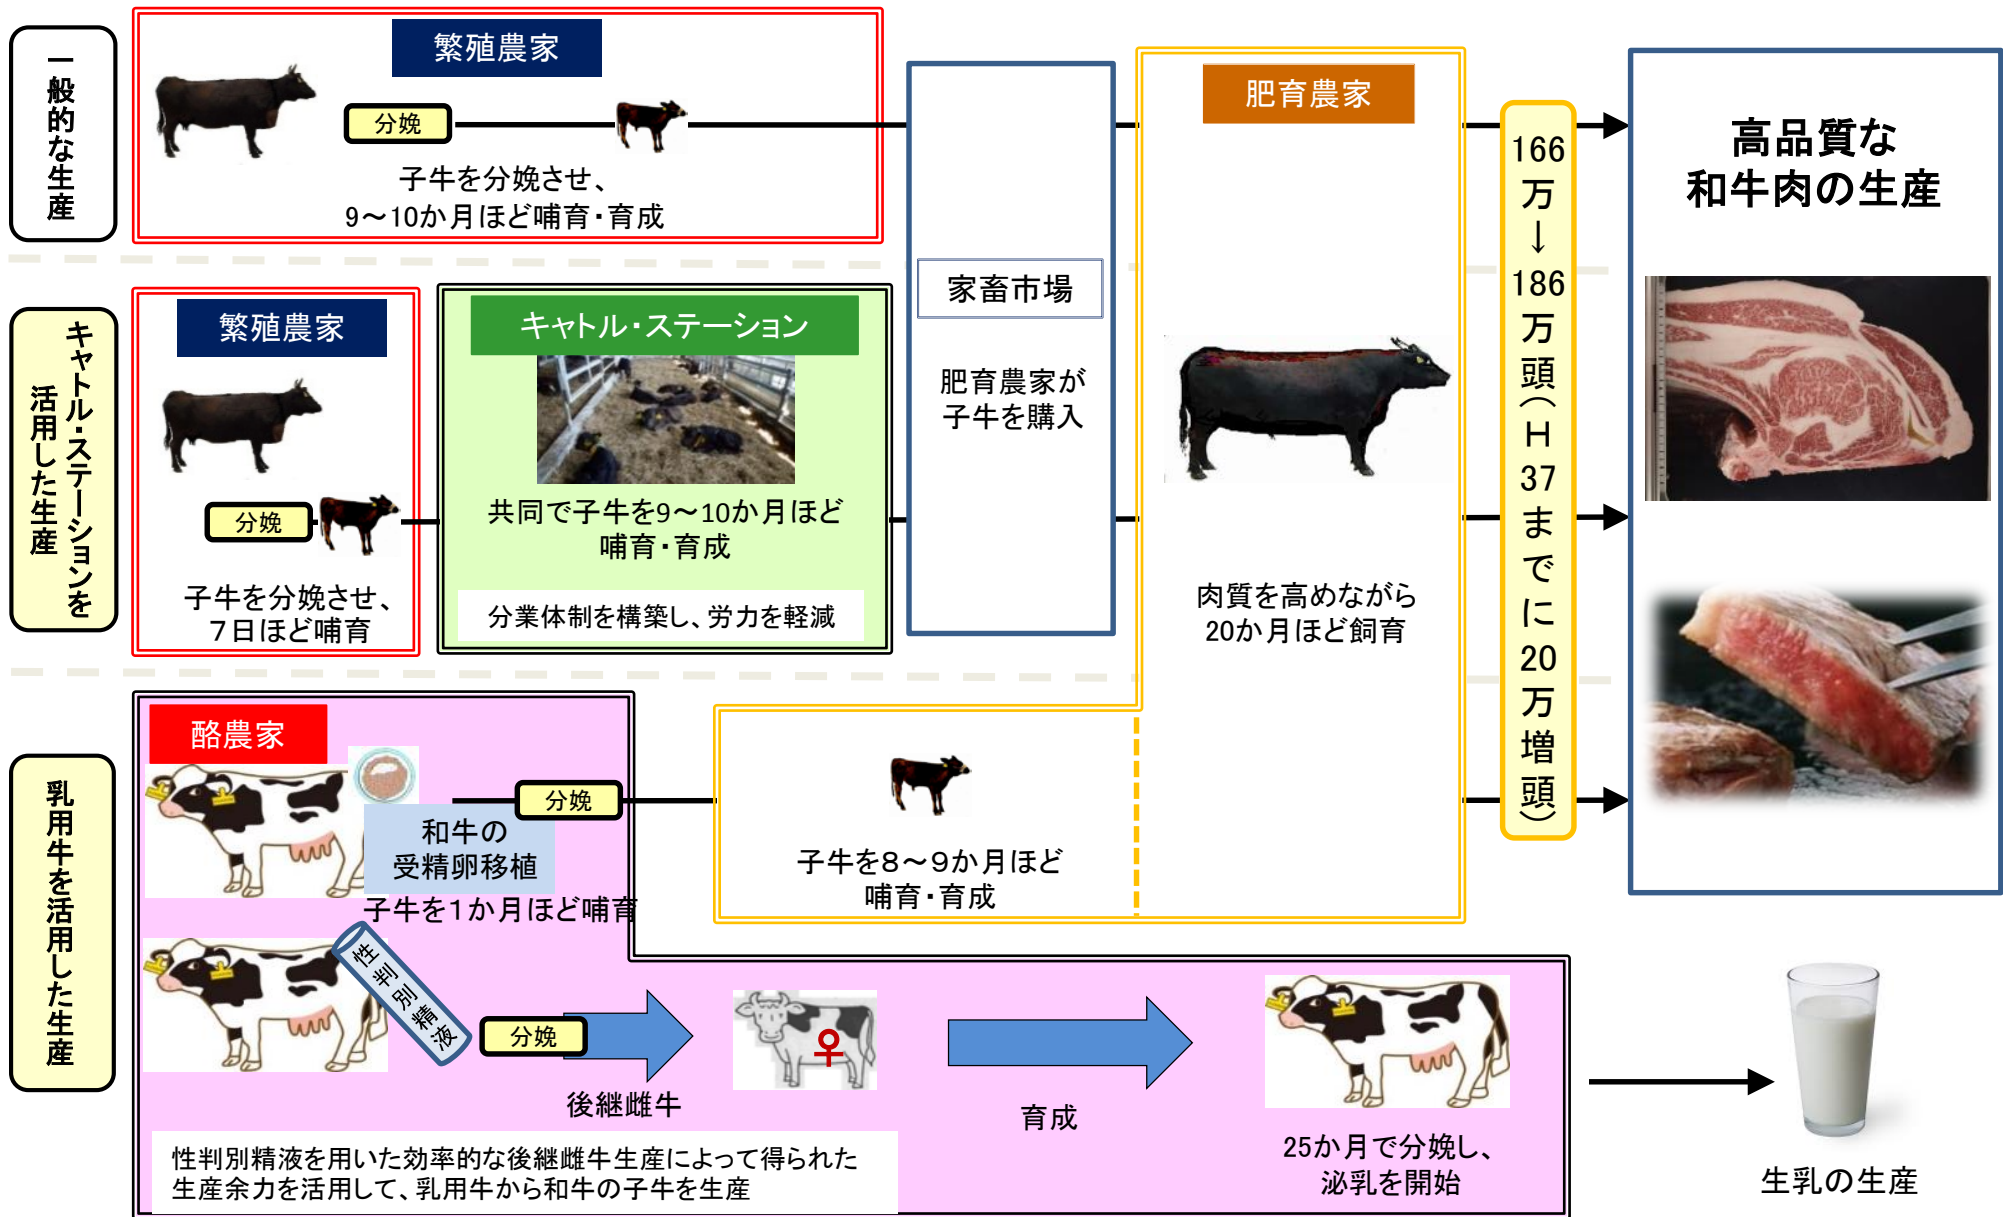 一般的な生産
繁殖農家
分娩
子牛を分娩させ、
9～10か月ほど哺育・育成
キャトル・ステーションを
活用した生産
繁殖農家
分娩
子牛を分娩させ、
７日ほど哺育
キャトル・ステーション
共同で子牛を9～10か月ほど
哺育・育成
分業体制を構築し、労力を軽減
家畜市場
肥育農家が
子牛を購入
肥育農家
肉質を高めながら
20か月ほど飼育
166万→186万頭（H37までに20万増頭）
高品質な
和牛肉の生産
乳用牛を活用した生産
酪農家
和牛の
受精卵移植
分娩
子牛を１か月ほど哺育
子牛を８～９か月ほど
哺育・育成
性判別精液
分娩
後継雌牛
♀
育成
25か月で分娩し、
泌乳を開始
性判別精液を用いた効率的な後継雌牛生産によって得られた
生産余力を活用して、乳用牛から和牛の子牛を生産
生乳の生産